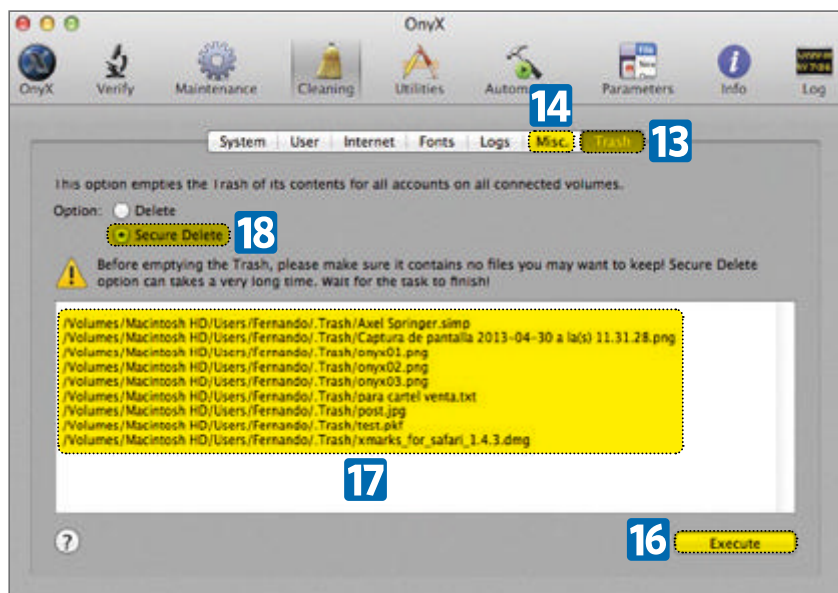 OnyX
OnyX Verify Maintenance Cleaning Utilities Autom Parameters Info Log
14
System User Internet Fonts Logs Misc. Trash 13
This option empties the Trash of its contents for all accounts on all connected volumes.
Option: Delete
Secure Delete 18
Before emptying the Trash, please make sure it contains no files you may want to keep! Secure Delete
option can takes a very long time. Wait for the task to finish!
/Volumes/Macintosh HD/Users/Fernando/.Trash/Axel Springer.simp
/Volumes/Macintosh HD/Users/Fernando/.Trash/Captura de pantalla 2013-04-30 a la(s) 11.31.28.png
/Volumes/Macintosh HD/Users/Fernando/.Trash/onyx01.png
/Volumes/Macintosh HD/Users/Fernando/.Trash/onyx02.png
/Volumes/Macintosh HD/Users/Fernando/.Trash/onyx03.png
/Volumes/Macintosh HD/Users/Fernando/.Trash/para cartel venta.txt
/Volumes/Macintosh HD/Users/Fernando/.Trash/post.jpg
/Volumes/Macintosh HD/Users/Fernando/.Trash/test.pkf
/Volumes/Macintosh HD/Users/Fernando/.Trash/xmarks_for_safari_1.4.3.dmg
17
? 16 Execute